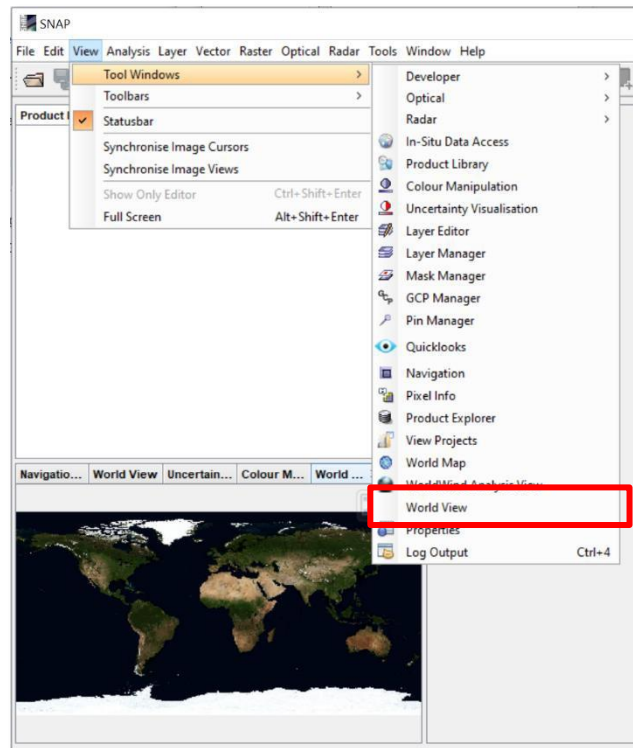 SNAP
File Edit View Analysis Layer Vector Raster Optical Radar Tools Window Help
Tool Windows >
Toolbars >
Statusbar
Synchronise Image Cursors
Synchronise Image Views
Show Only Editor Ctrl+Shift+Enter
Full Screen Alt+Shift+Enter
Product
Developer >
Optical >
Radar >
In-Situ Data Access
Product Library
Colour Manipulation
Uncertainty Visualisation
Layer Editor
Layer Manager
Mask Manager
GCP Manager
Pin Manager
Quicklooks
Navigation
Pixel Info
Product Explorer
View Projects
World Map
WorldWind Analysis View
World View
Properties
Log Output Ctrl+4
Navigatio... World View Uncertain... Colour M... World ...